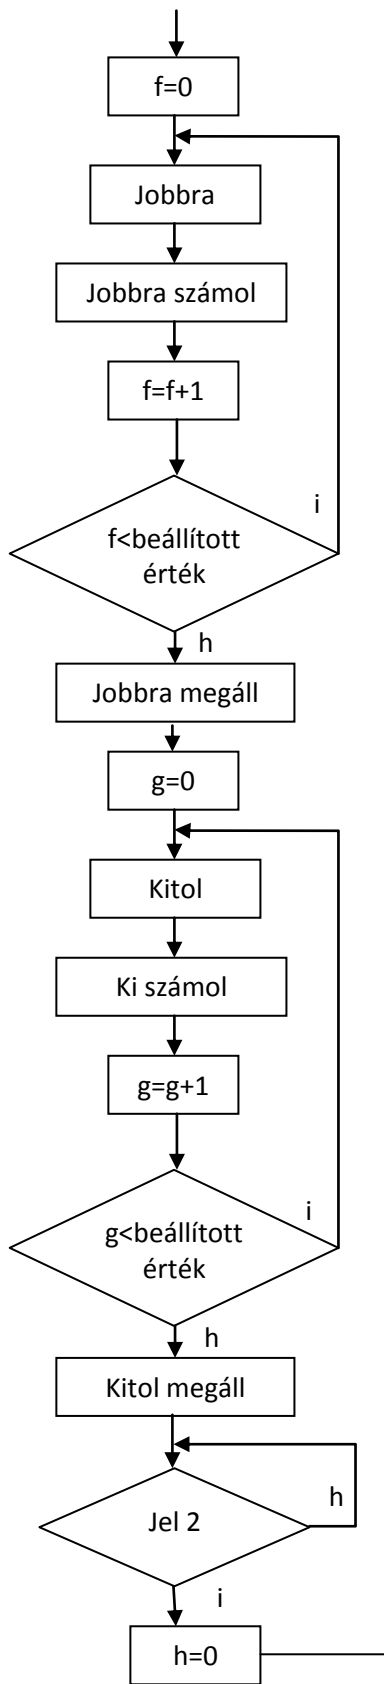 f=0
Jobbra
Jobbra számol
f=f+1
i
f<beállított
érték
h
Jobbra megáll
g=0
Kitol
Ki számol
g=g+1
i
g<beállított
érték
h
Kitol megáll
h
Jel 2
i
h=0